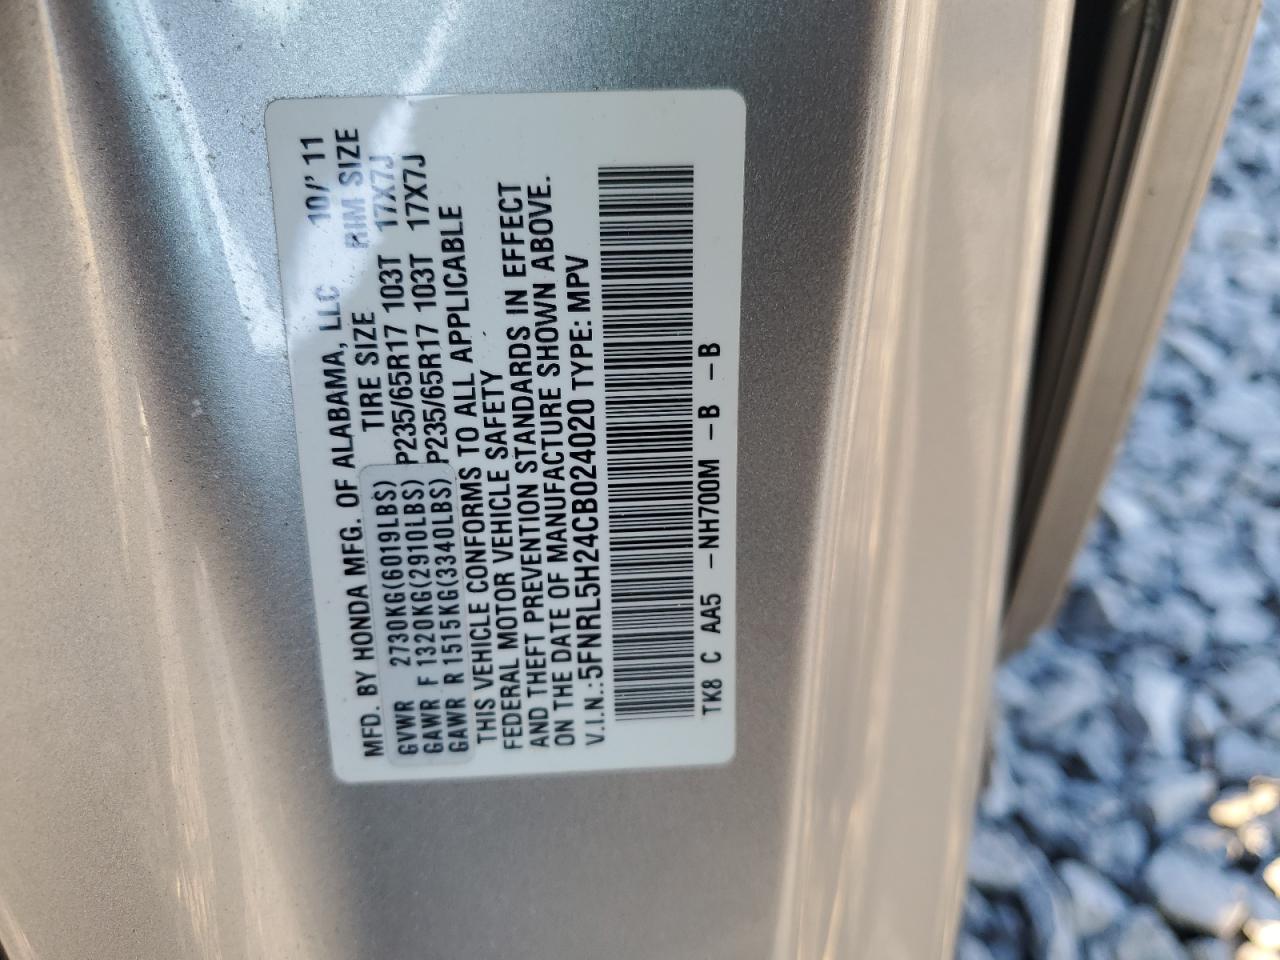 MFD. BY HONDA MFG. OF ALABAMA, LLC 10/' 11
GVWR 2730KG(6019LBS) TIRE SIZE RIM SIZE
GAWR F 1320KG(2910LBS) P235/65R17 103T 17X7J
GAWR R 1515KG(3340LBS) P235/65R17 103T 17X7J
THIS VEHICLE CONFORMS TO ALL APPLICABLE
FEDERAL MOTOR VEHICLE SAFETY
AND THEFT PREVENTION STANDARDS IN EFFECT
ON THE DATE OF MANUFACTURE SHOWN ABOVE.
V.I.N.:5FNRL5H24CB024020 TYPE: MPV
TK8 C AA5 -NH700M -B -B